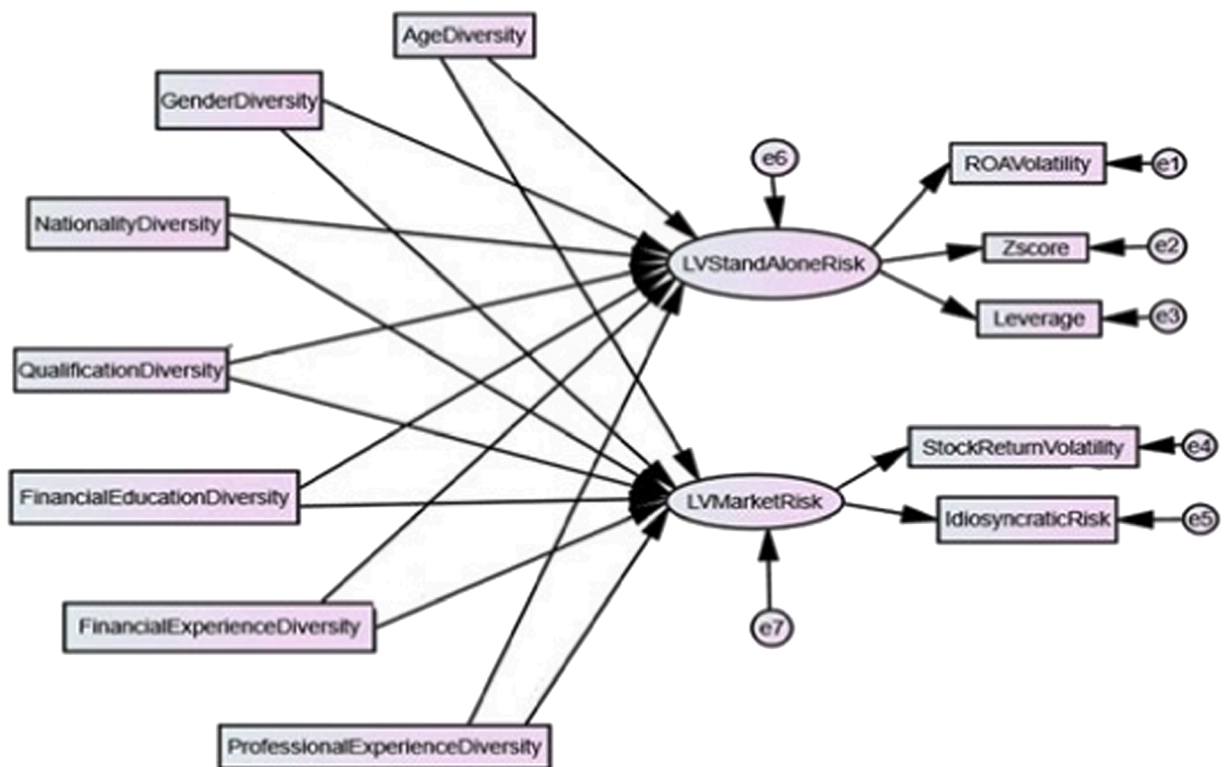 AgeDiversity
GenderDiversity
e6
ROAVolatility
e1
NationalityDiversity
Zscore
e2
LVStandAloneRisk
Leverage
e3
QualificationDiversity
StockReturnVolatility
e4
FinancialEducationDiversity
LVMarketRisk
IdiosyncraticRisk
e5
FinancialExperienceDiversity
e7
ProfessionalExperienceDiversity